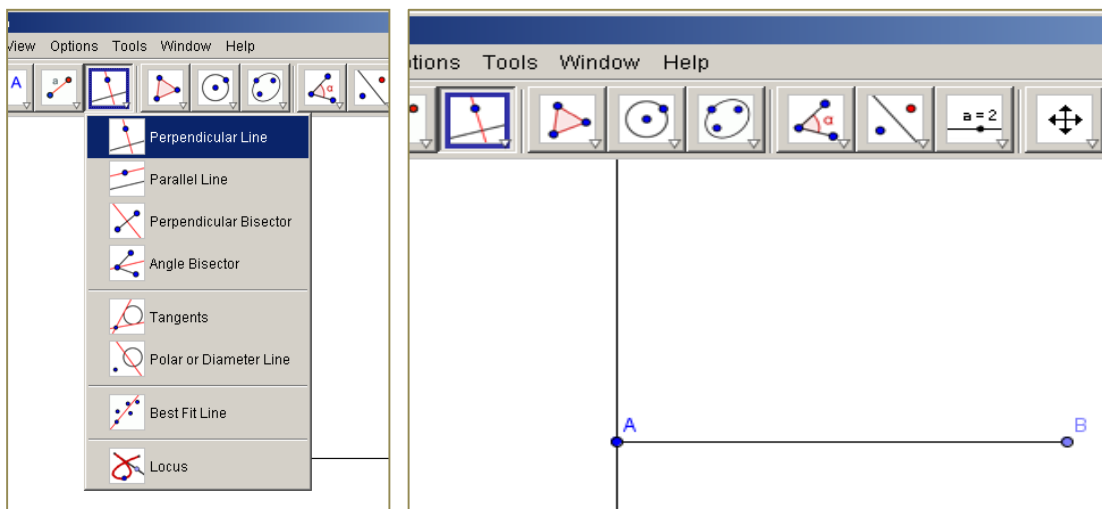 View Options Tools Window Help
A a α
Perpendicular Line
Parallel Line
Perpendicular Bisector
Angle Bisector
Tangents
Polar or Diameter Line
Best Fit Line
Locus
tions Tools Window Help
α a = 2
A B